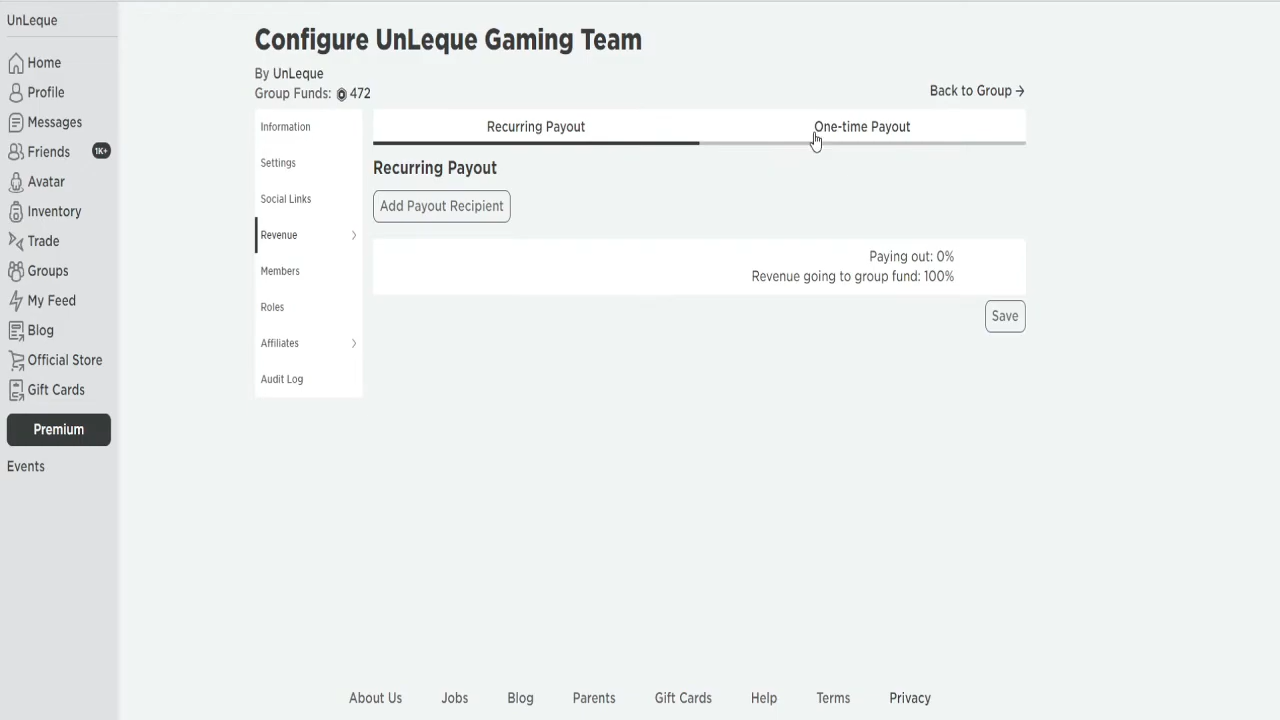 UnLeque
Home
Profile
Messages
Friends 1K+
Avatar
Inventory
Trade
Groups
My Feed
Blog
Official Store
Gift Cards
Premium
Events
Configure UnLeque Gaming Team
By UnLeque
Group Funds: 472
Back to Group →
Information
Settings
Social Links
Revenue
Members
Roles
Affiliates
Audit Log
Recurring Payout
One-time Payout
Recurring Payout
Add Payout Recipient
Paying out: 0%
Revenue going to group fund: 100%
Save
About Us Jobs Blog Parents Gift Cards Help Terms Privacy